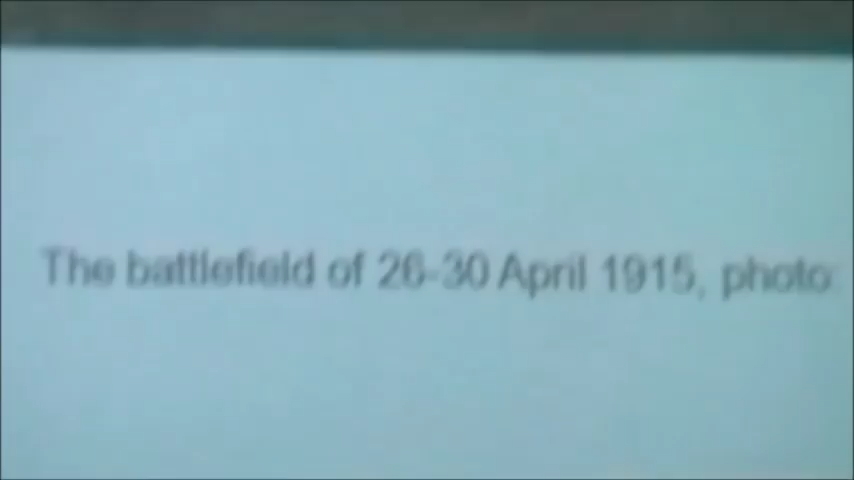 The battlefield of 26-30 April 1915, photo